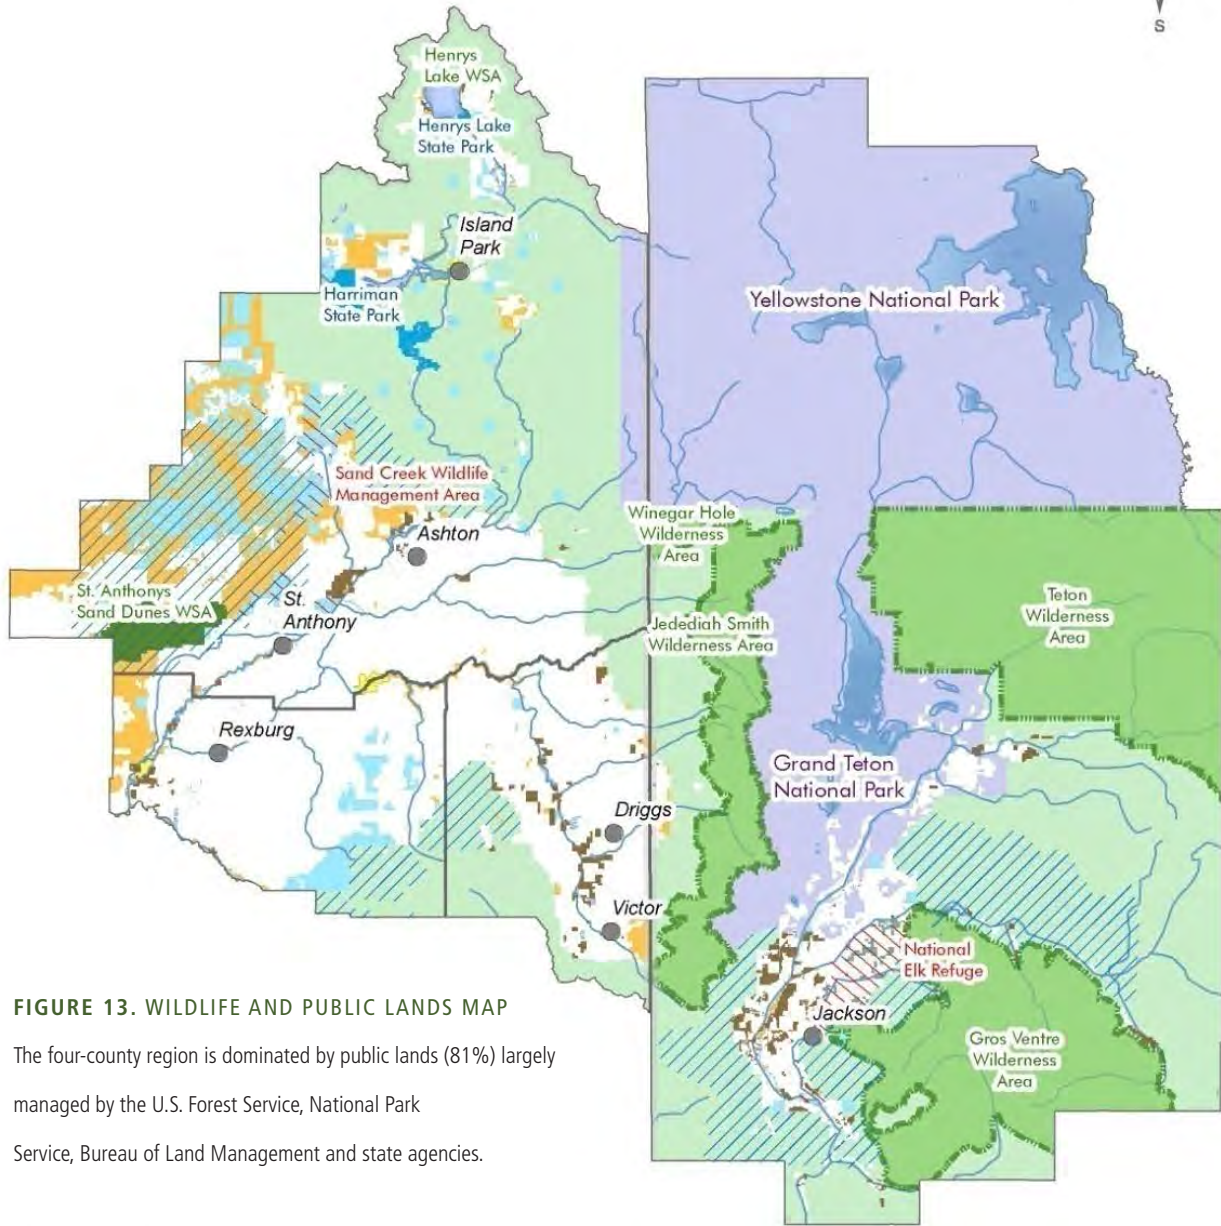 S
Henrys
Lake WSA
Henrys Lake
State Park
Island
Park
Harriman
State Park
Yellowstone National Park
Sand Creek Wildlife
Management Area
Ashton
Winegar Hole
Wilderness
Area
St. Anthonys
Sand Dunes WSA
St.
Anthony
Jedediah Smith
Wilderness Area
Teton
Wilderness
Area
Rexburg
Grand Teton
National Park
Driggs
Victor
National
Elk Refuge
Jackson
Gros Ventre
Wilderness
Area
FIGURE 13. WILDLIFE AND PUBLIC LANDS MAP
The four-county region is dominated by public lands (81%) largely
managed by the U.S. Forest Service, National Park
Service, Bureau of Land Management and state agencies.